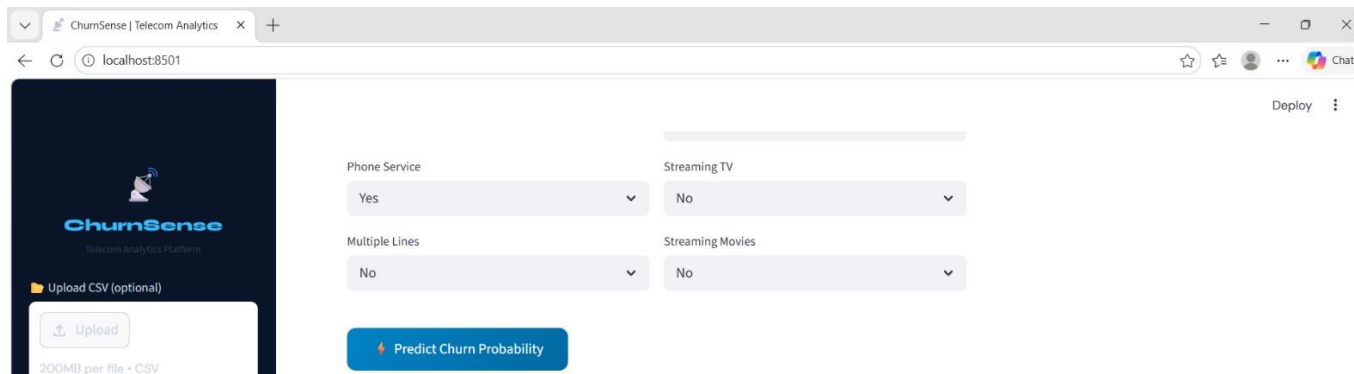 ChurnSense | Telecom Analytics
localhost:8501
Chat
Deploy
ChurnSense
Telecom Analytics Platform
Upload CSV (optional)
Upload
200MB per file • CSV
Phone Service
Yes
Streaming TV
No
Multiple Lines
No
Streaming Movies
No
Predict Churn Probability